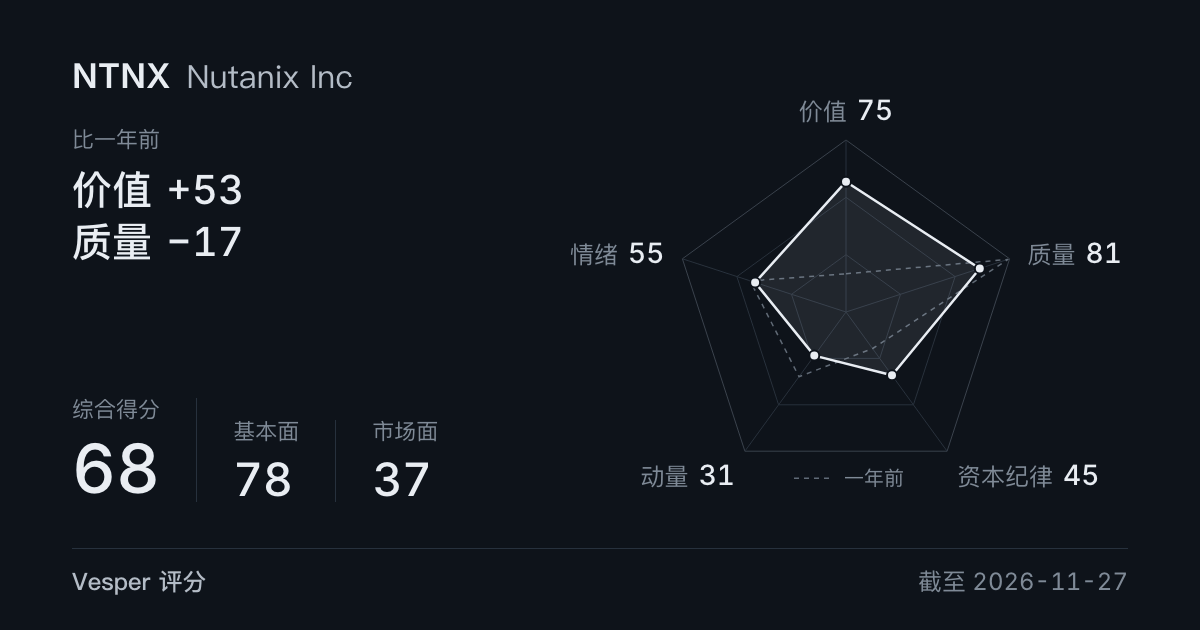 NTNX Nutanix Inc
比一年前
价值 +53
质量 −17
综合得分
68
基本面
78
市场面
37
价值 75
质量 81
情绪 55
动量 31
资本纪律 45
一年前
Vesper 评分
截至 2026-11-27